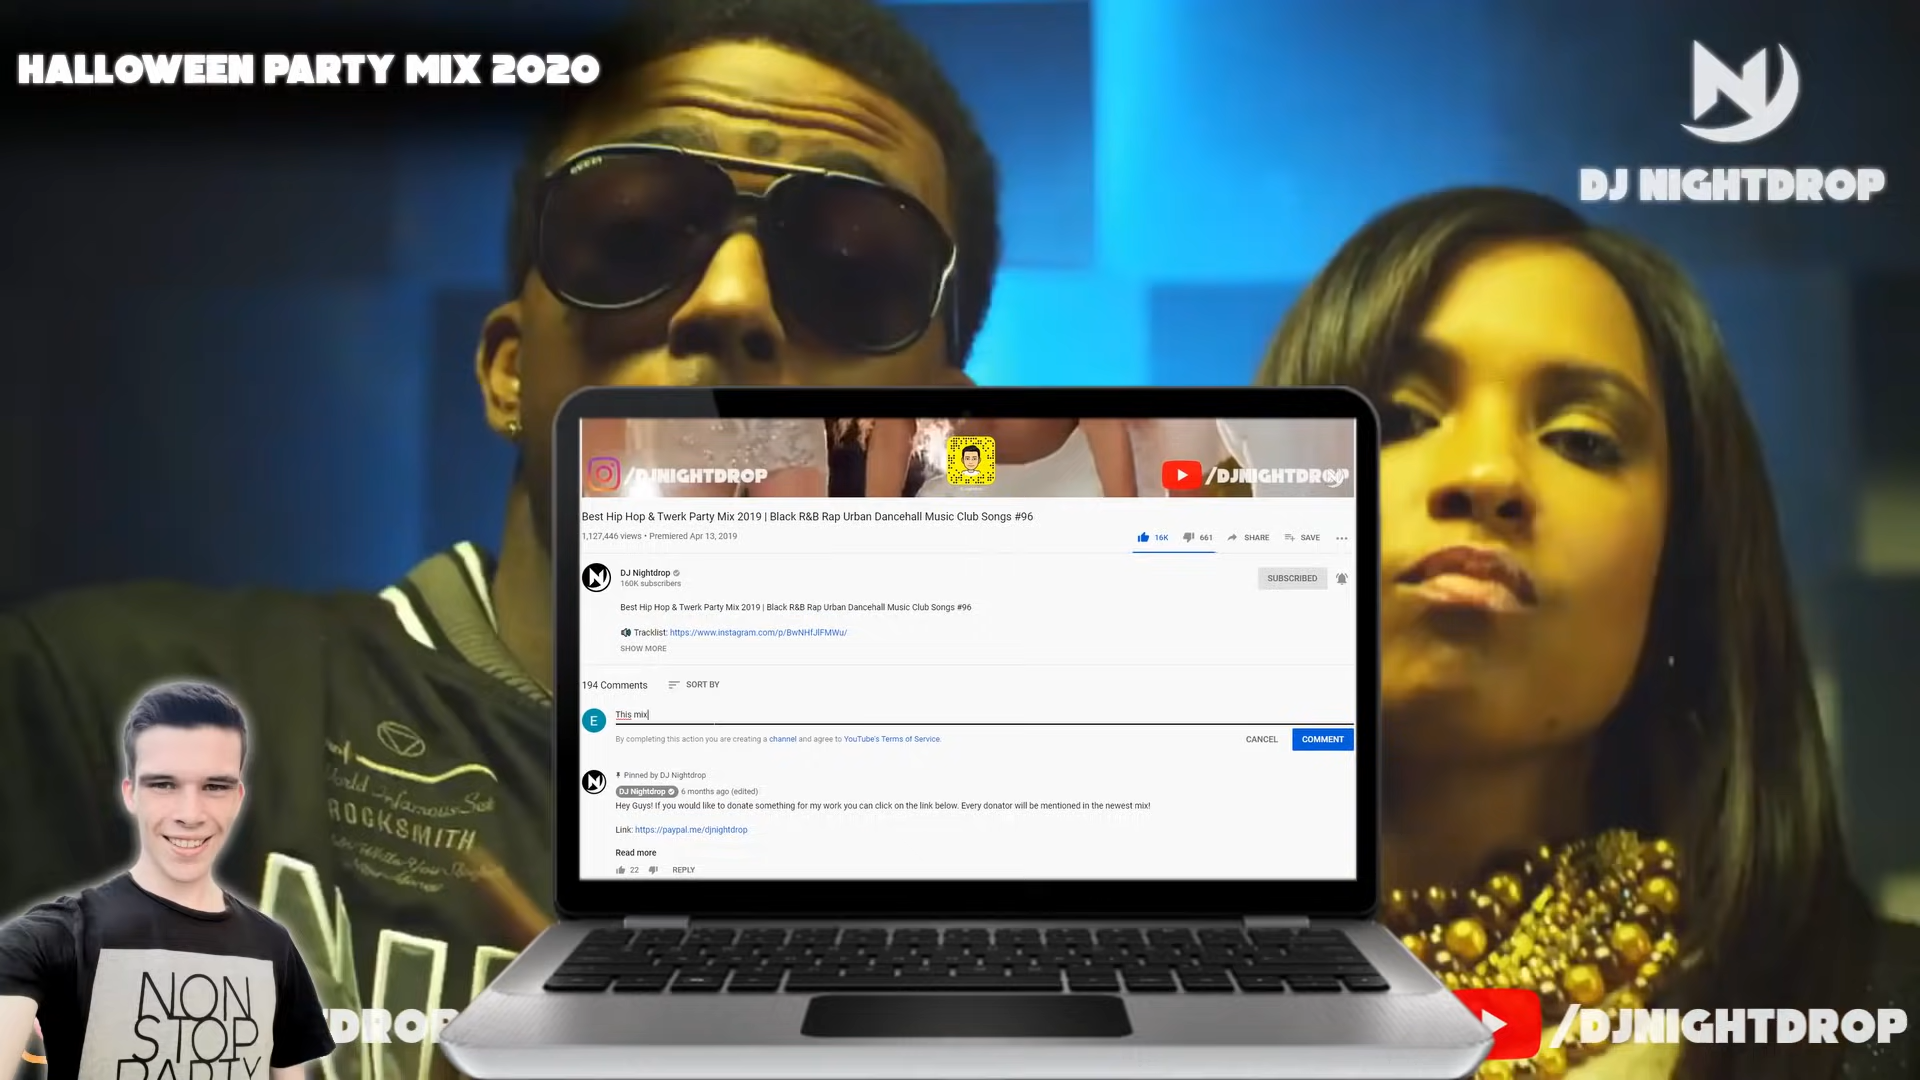 HALLOWEEN PARTY MIX 2020
DJ NIGHTDROP
/DJNIGHTDROP
/DJNIGHTDROP
Best Hip Hop & Twerk Party Mix 2019 | Black R&B Rap Urban Dancehall Music Club Songs #96
1,127,446 views • Premiered Apr 13, 2019
16K 661 SHARE SAVE
DJ Nightdrop
160K subscribers
SUBSCRIBED
Best Hip Hop & Twerk Party Mix 2019 | Black R&B Rap Urban Dancehall Music Club Songs #96
Tracklist: https://www.instagram.com/p/BwNHfJlFMWu/
SHOW MORE
194 Comments SORT BY
E
This mix
By completing this action you are creating a channel and agree to YouTube's Terms of Service.
CANCEL COMMENT
Pinned by DJ Nightdrop
DJ Nightdrop 6 months ago (edited)
Hey Guys! If you would like to donate something for my work you can click on the link below. Every donator will be mentioned in the newest mix!
Link: https://paypal.me/djnightdrop
Read more
22 REPLY
World Infamous
ROCKSMITH
NON
STOP
PARTY
DROP
/DJNIGHTDROP